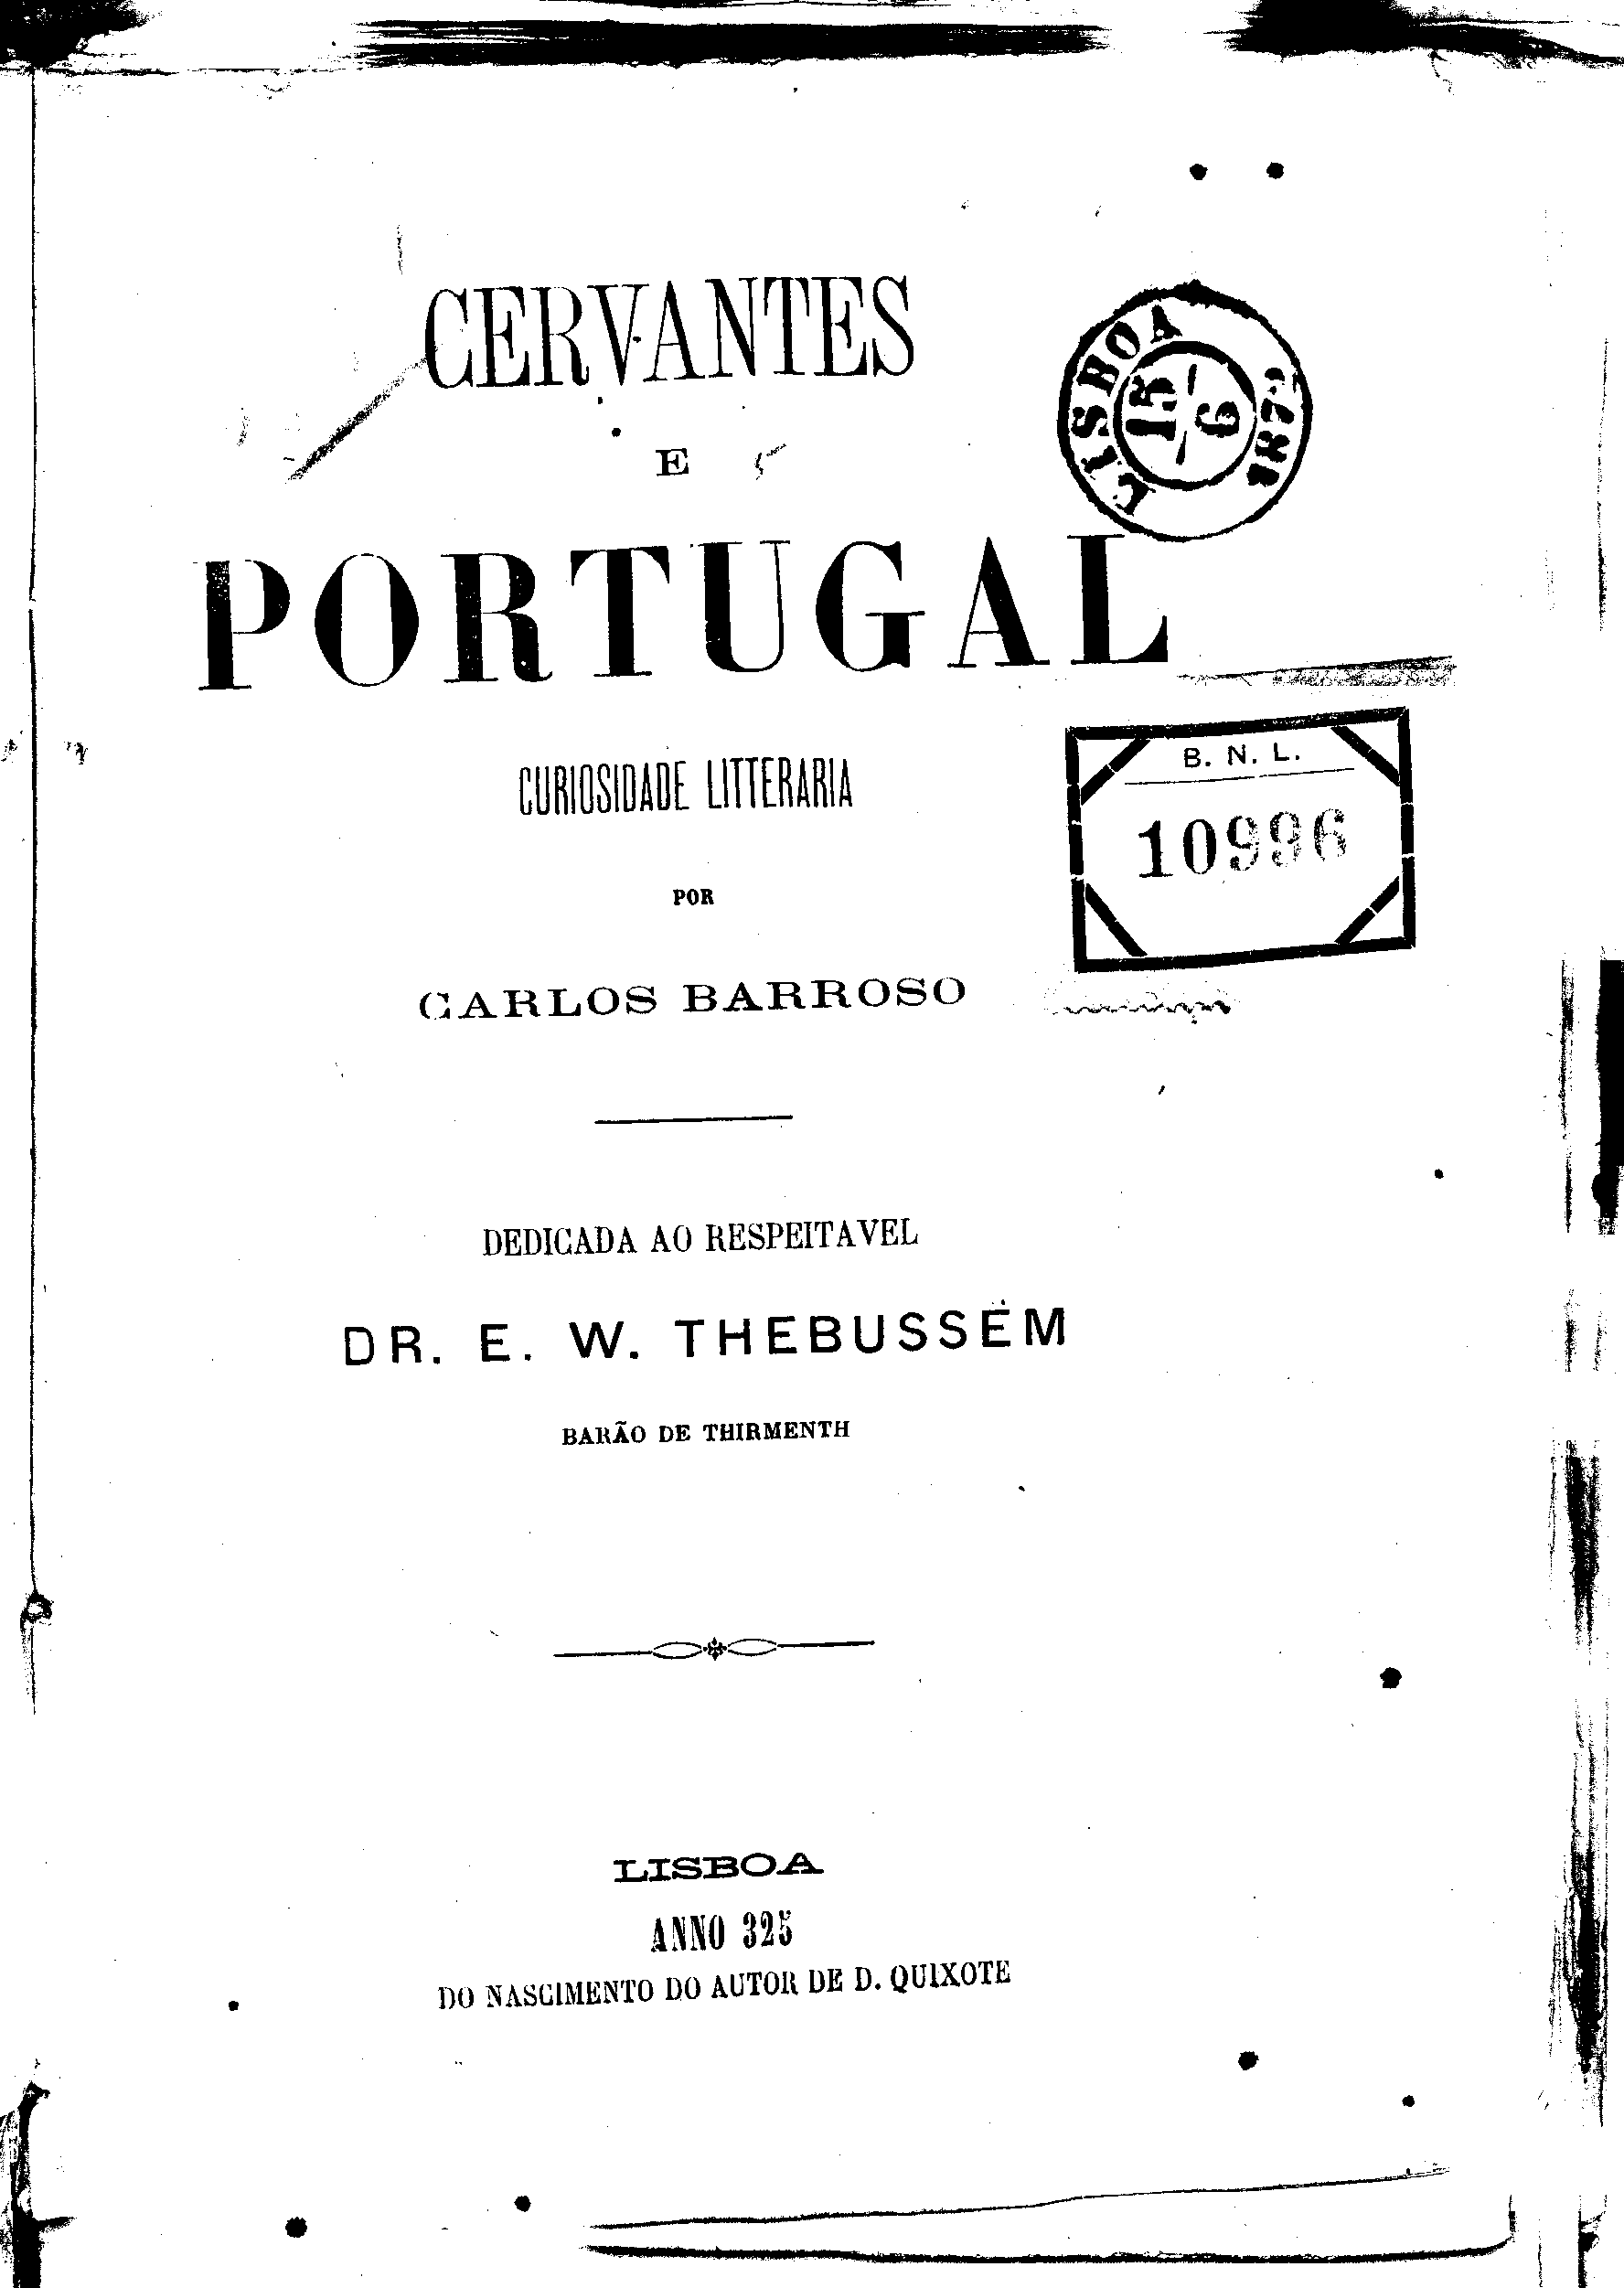 CERVANTES
E
PORTUGAL
CURIOSIDADE LITTERARIA
POR
CARLOS BARROSO
DEDICADA AO RESPEITAVEL
DR. E. W. THEBUSSEM
BARÃO DE THIRMENTH
LISBOA
ANNO 325
DO NASCIMENTO DO AUTOR DE D. QUIXOTE
LISBOA
15
6
B. N. L.
10996